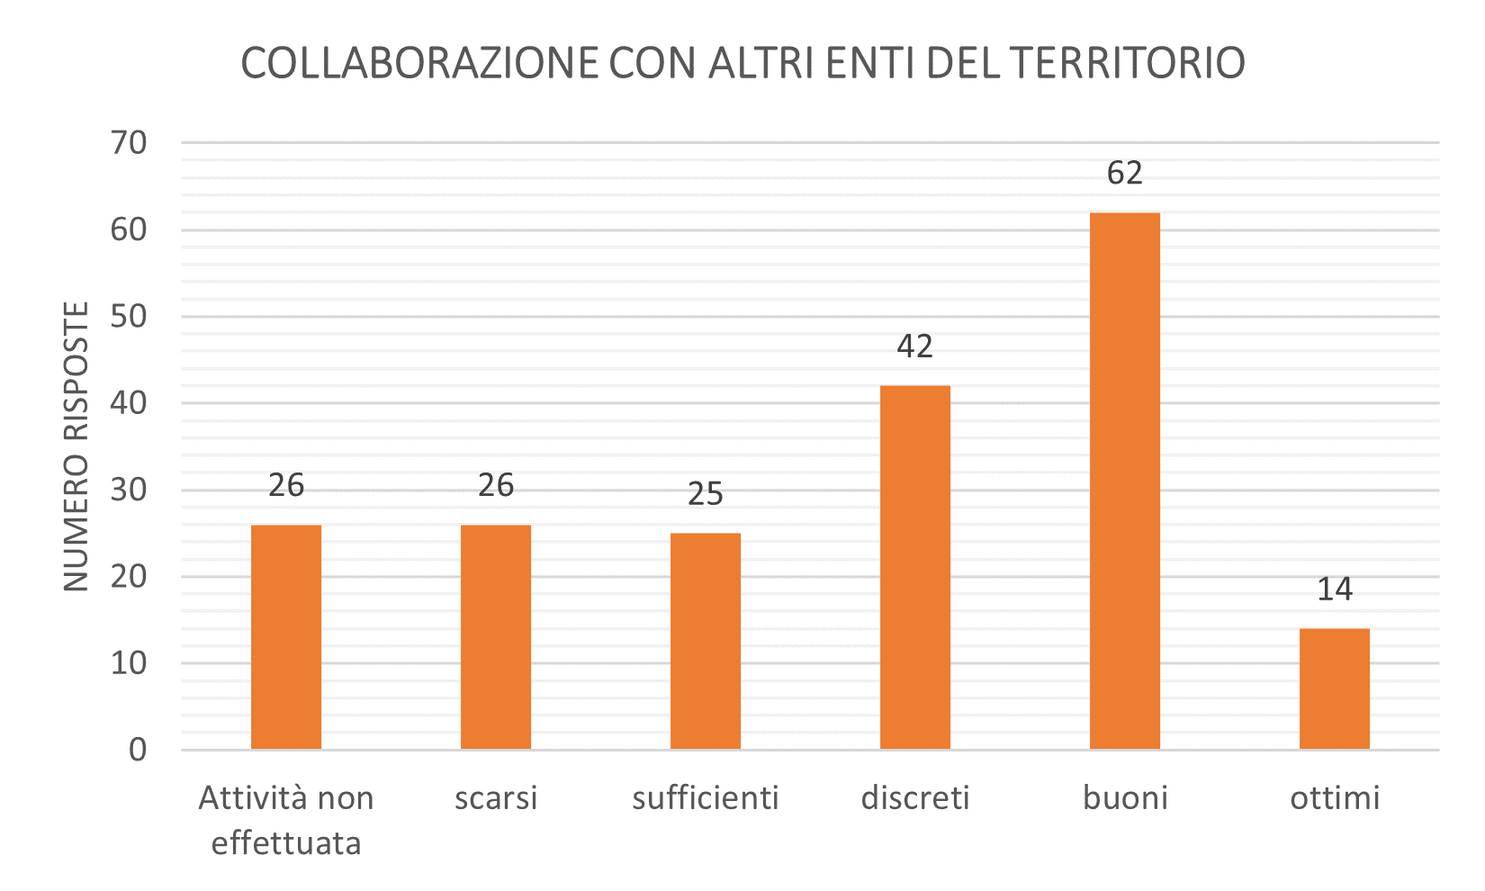 COLLABORAZIONE CON ALTRI ENTI DEL TERRITORIO
NUMERO RISPOSTE
70
60
50
40
30
20
10
0
26
26
25
42
62
14
Attività non
effettuata
scarsi
sufficienti
discreti
buoni
ottimi